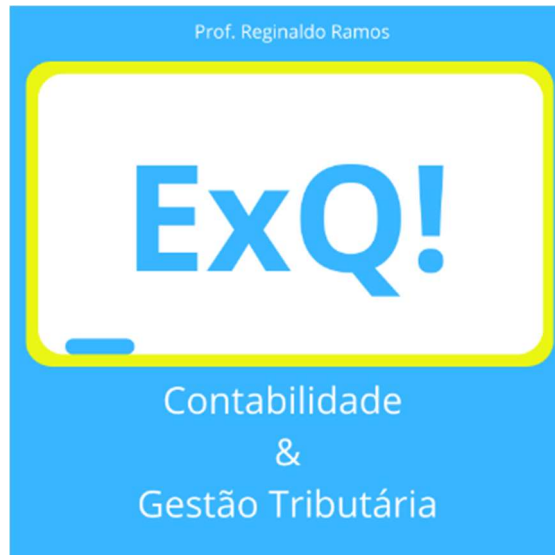 Prof. Reginaldo Ramos
ExQ!
Contabilidade
&
Gestão Tributária